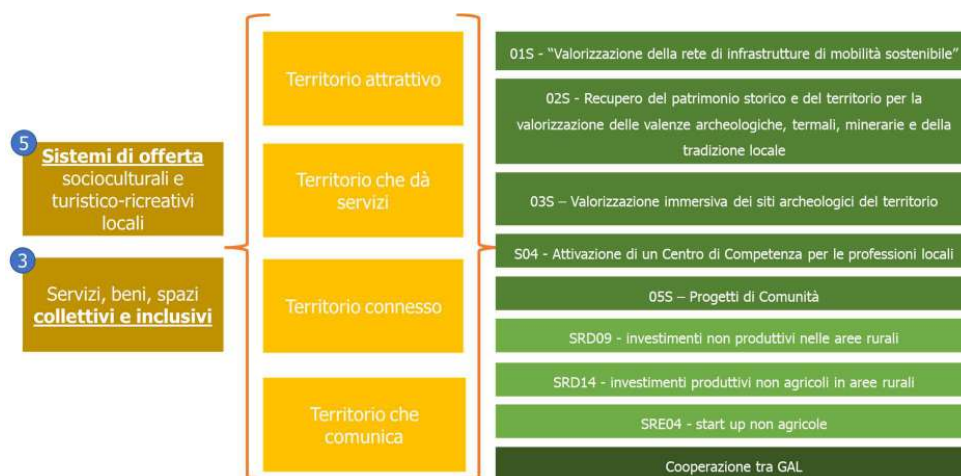 5
Sistemi di offerta
socioculturali e
turistico-ricreativi
locali
3
Servizi, beni, spazi
collettivi e inclusivi
Territorio attrattivo
Territorio che dà
servizi
Territorio connesso
Territorio che
comunica
01S - “Valorizzazione della rete di infrastrutture di mobilità sostenibile”
02S - Recupero del patrimonio storico e del territorio per la
valorizzazione delle valenze archeologiche, termali, minerarie e della
tradizione locale
03S – Valorizzazione immersiva dei siti archeologici del territorio
S04 - Attivazione di un Centro di Competenza per le professioni locali
05S – Progetti di Comunità
SRD09 - investimenti non produttivi nelle aree rurali
SRD14 - investimenti produttivi non agricoli in aree rurali
SRE04 - start up non agricole
Cooperazione tra GAL